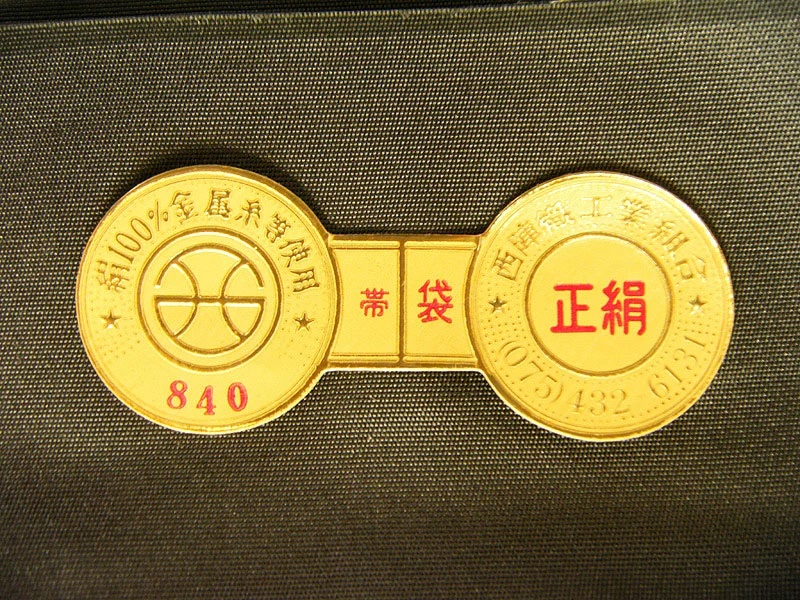 絹100%金属糸等使用
840
帯
袋
西陣織工業組合
正絹
(075)432 6131